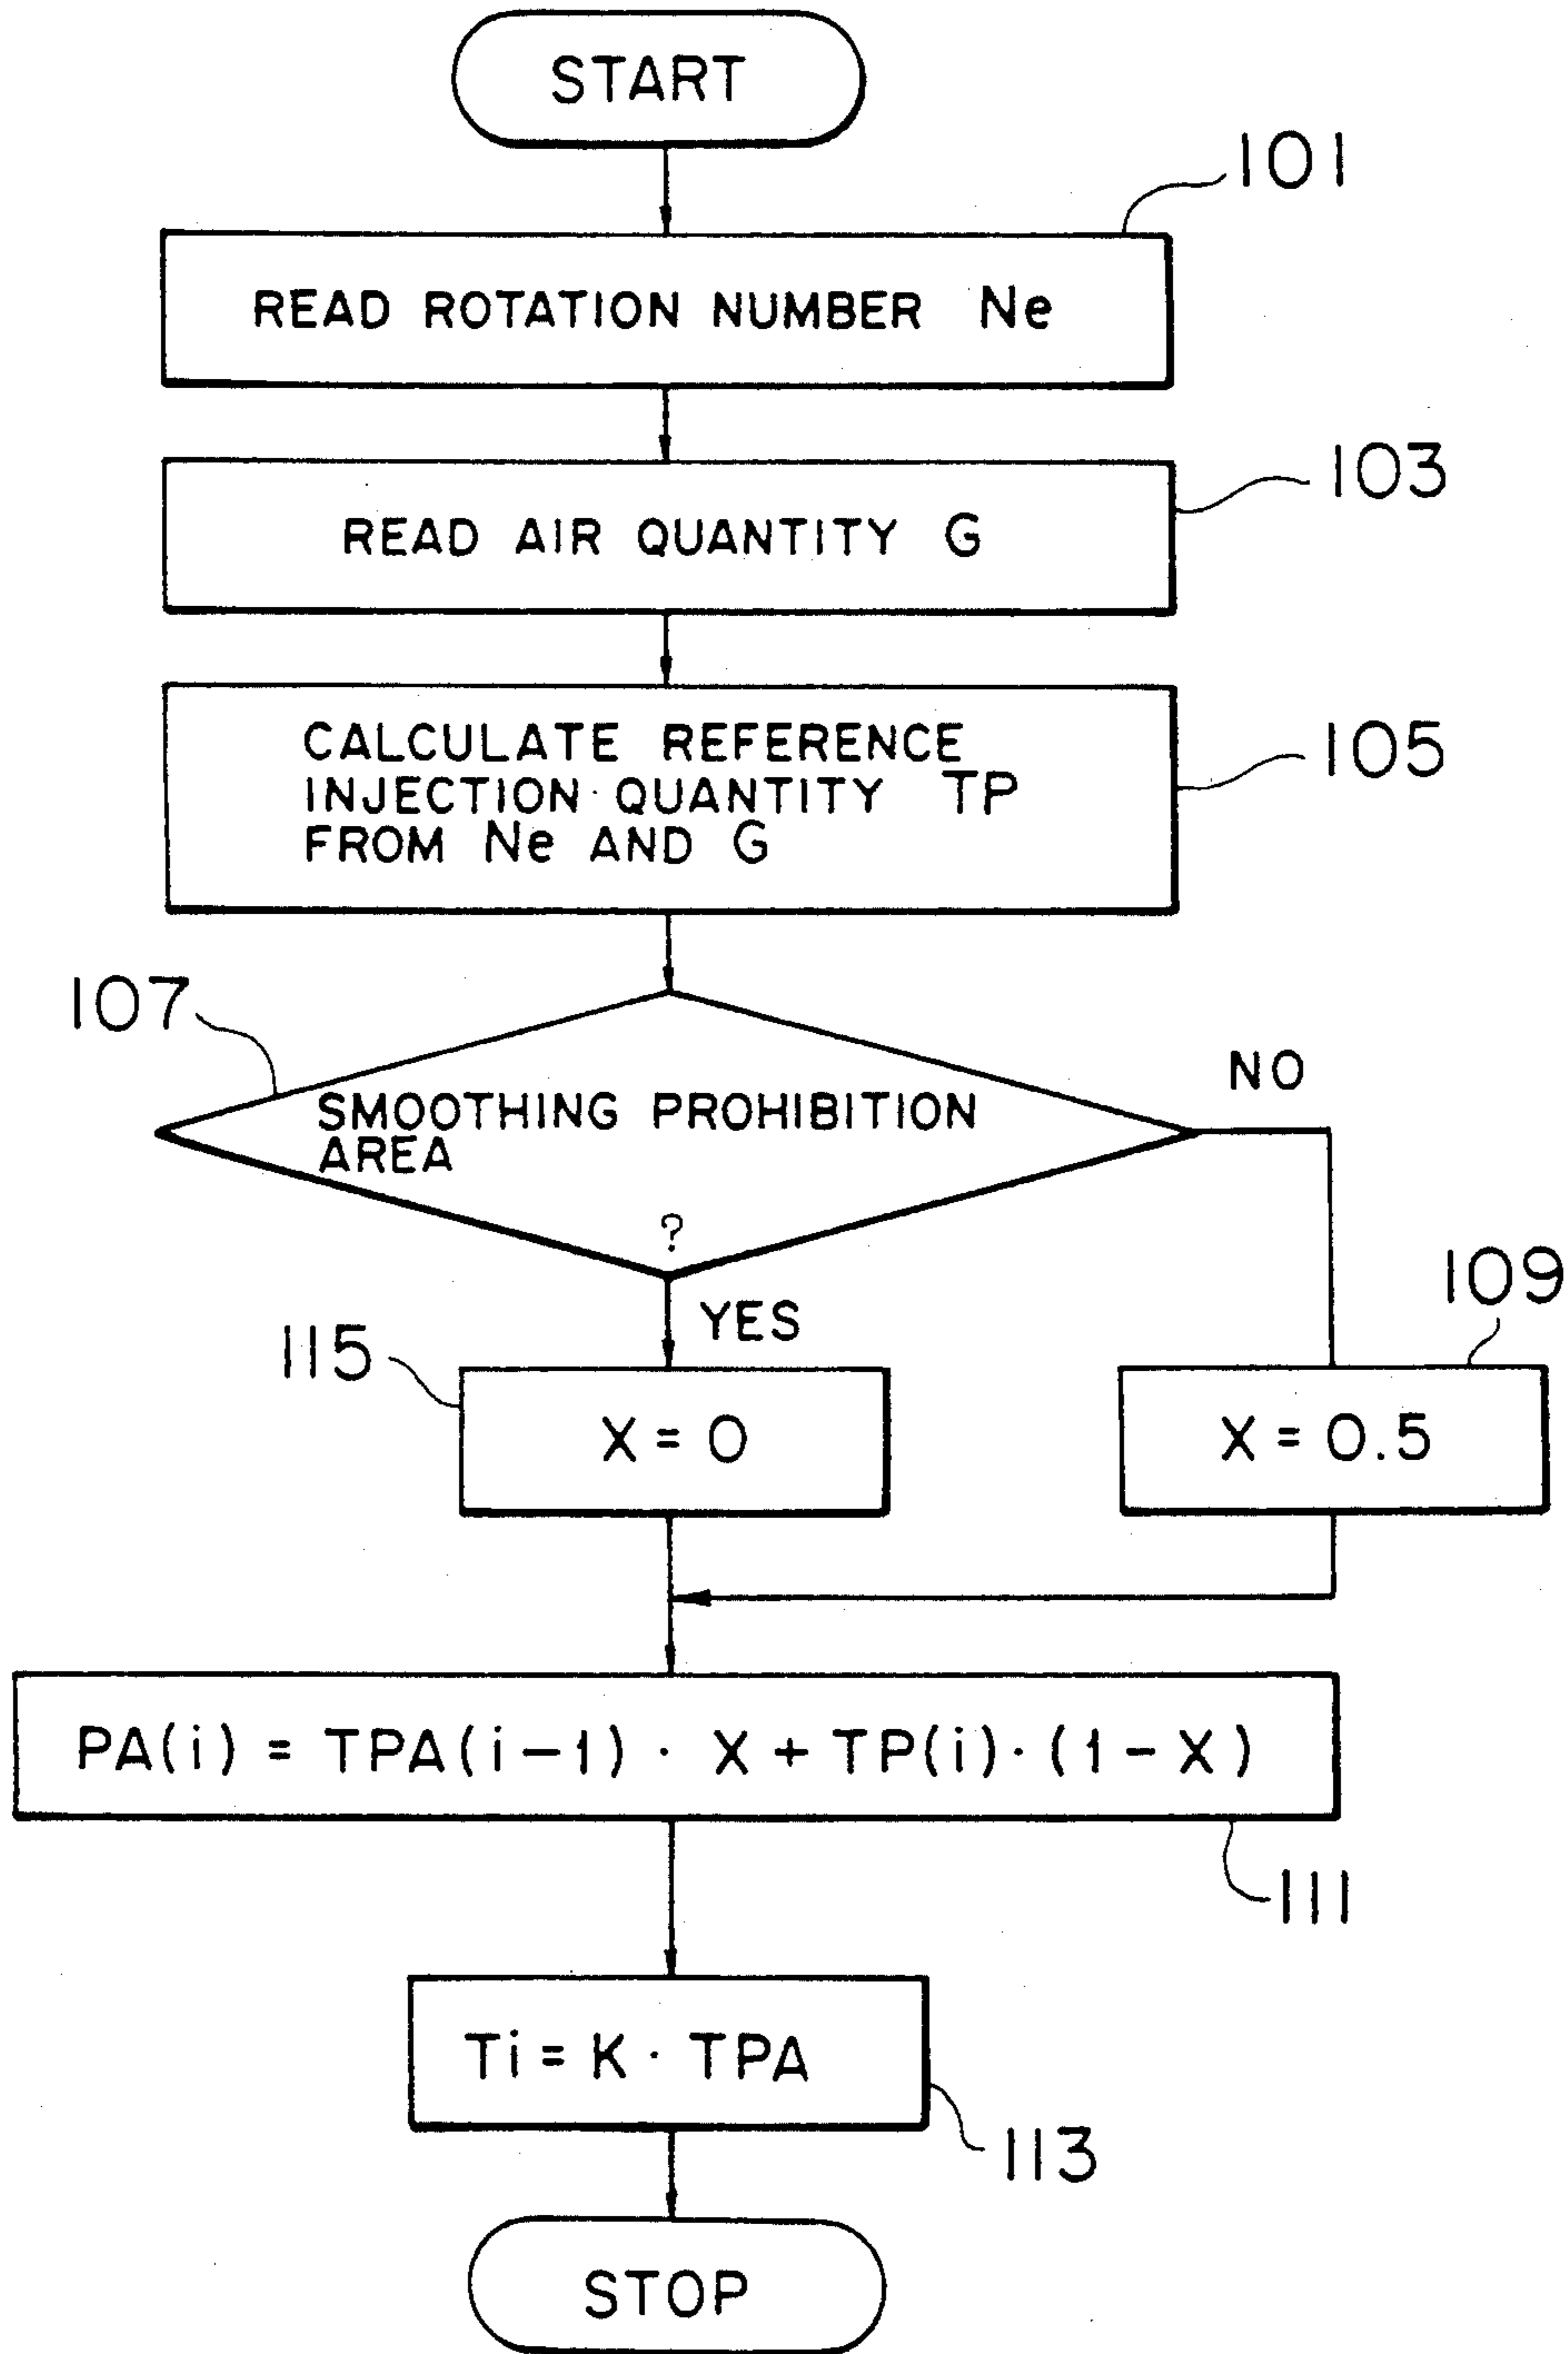 START
101
READ ROTATION NUMBER Ne
103
READ AIR QUANTITY G
105
CALCULATE REFERENCE
INJECTION QUANTITY TP
FROM Ne AND G
107
SMOOTHING PROHIBITION
AREA
?
NO
YES
109
115
X = 0
X = 0.5
PA(i) = TPA(i-1) · X + TP(i) · (1 - X)
111
Ti = K · TPA
113
STOP